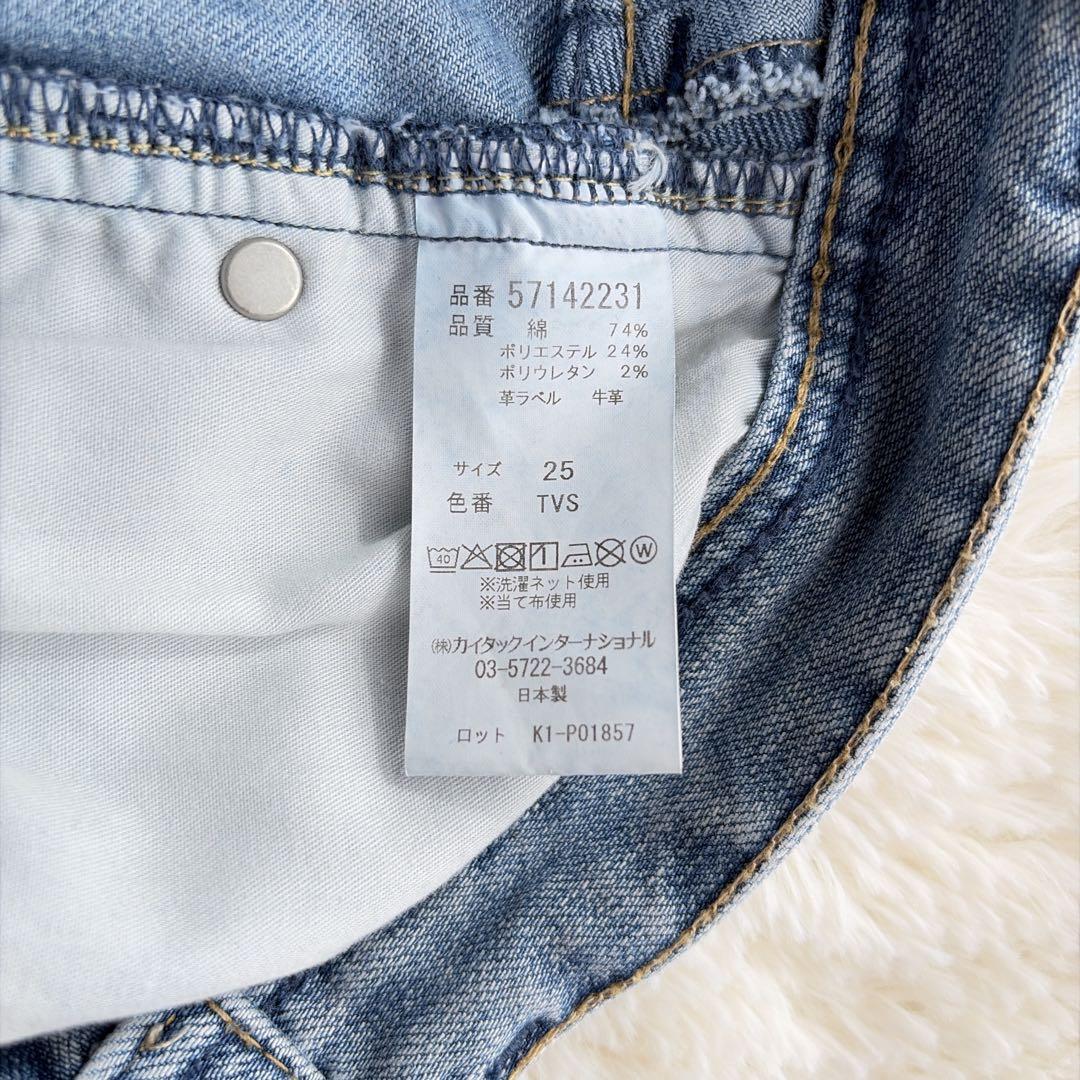 品番 57142231
品質 綿 74%
ポリエステル 24%
ポリウレタン 2%
革ラベル 牛革
サイズ 25
色番 TVS
40 1 W
※洗濯ネット使用
※当て布使用
㈱カイタックインターナショナル
03-5722-3684
日本製
ロット K1-P01857